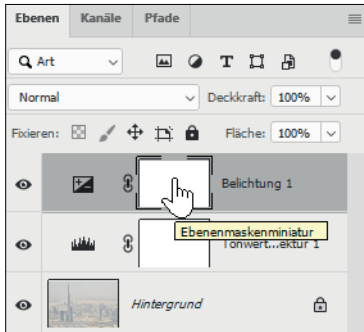 Ebenen Kanäle Pfade
Art T
Normal Deckkraft: 100%
Fixieren: Fläche: 100%
Belichtung 1
Ebenenmaskenminiatur
Tonwert...ektur 1
Hintergrund